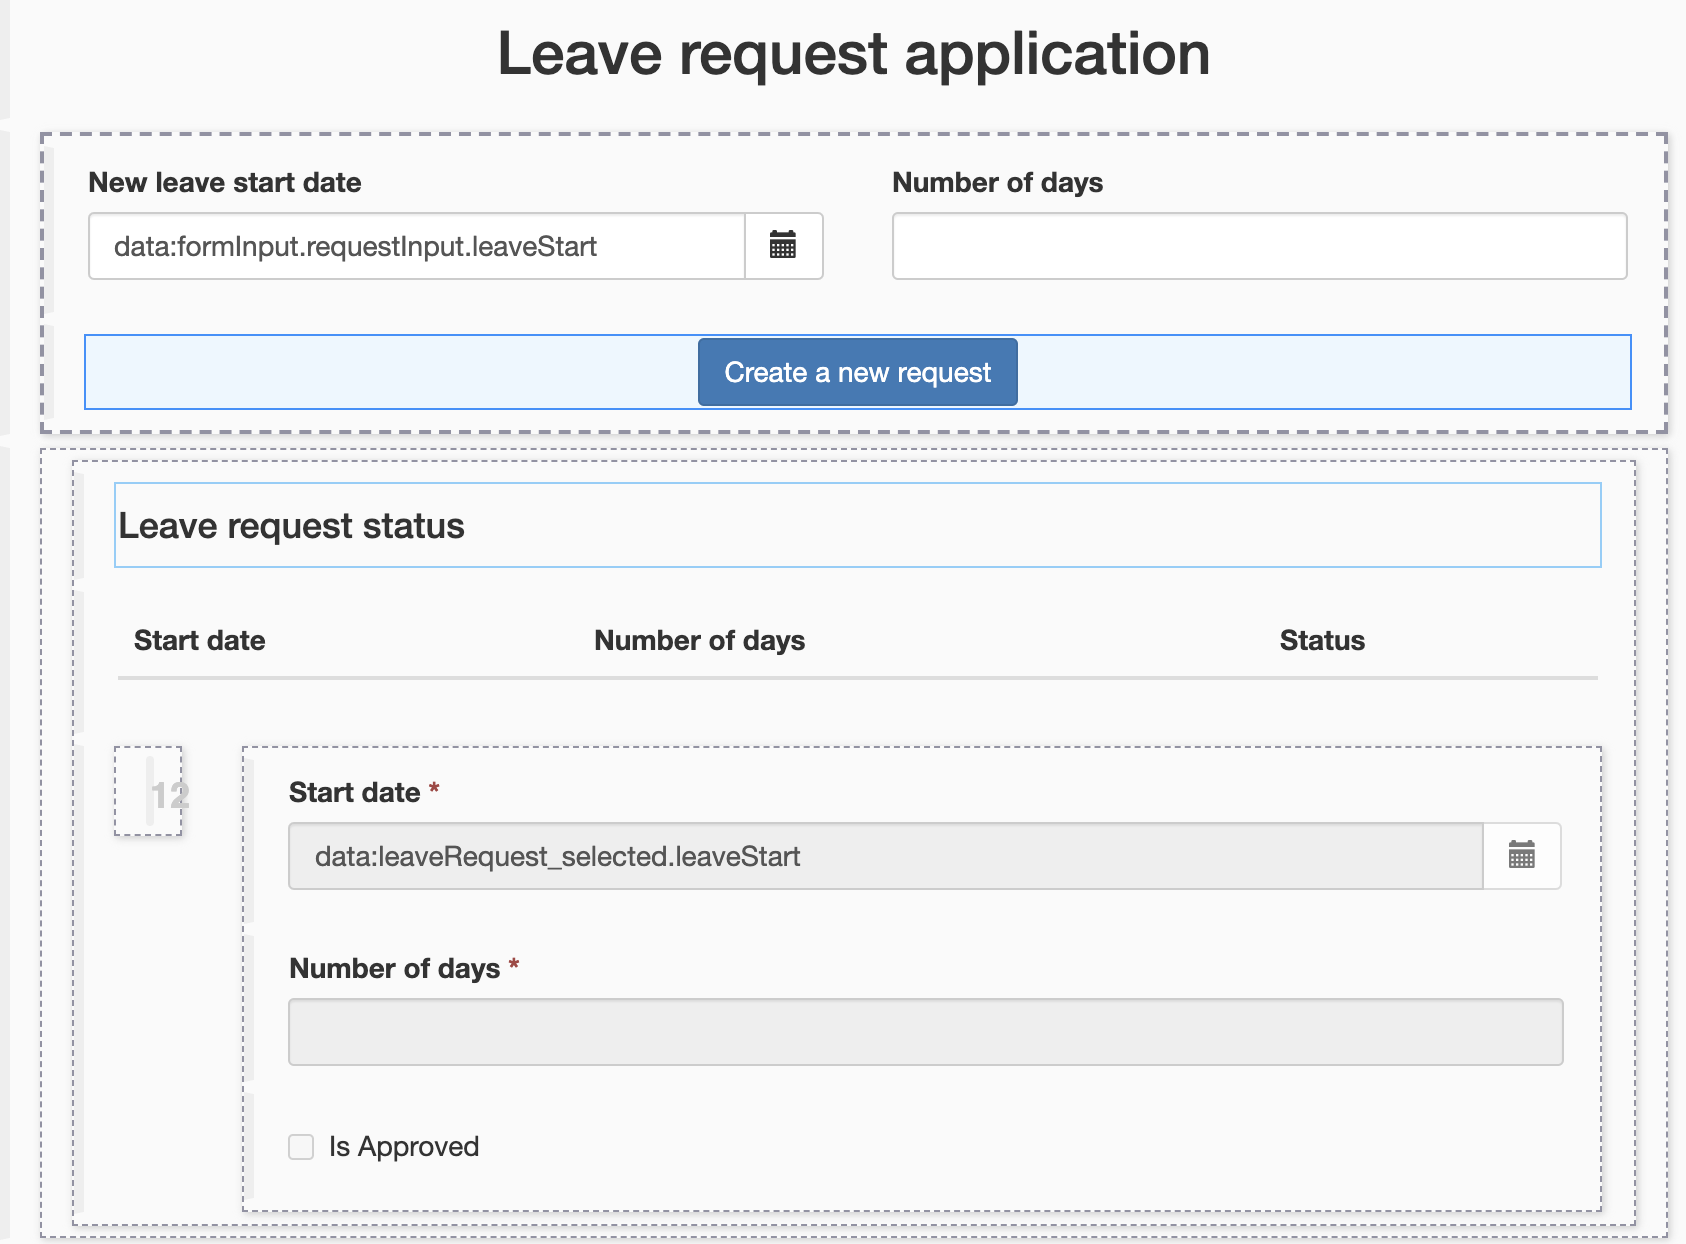 Leave request application
New leave start date
Number of days
data:formInput.requestInput.leaveStart
Create a new request
Leave request status
Start date
Number of days
Status
12
Start date *
data:leaveRequest_selected.leaveStart
Number of days *
Is Approved